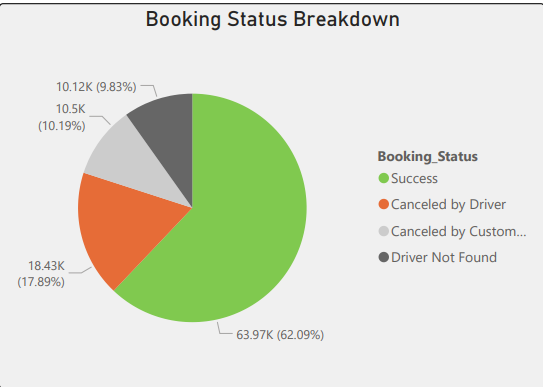 Booking Status Breakdown
10.12K (9.83%)
10.5K
(10.19%)
18.43K
(17.89%)
63.97K (62.09%)
Booking_Status
Success
Canceled by Driver
Canceled by Custom...
Driver Not Found